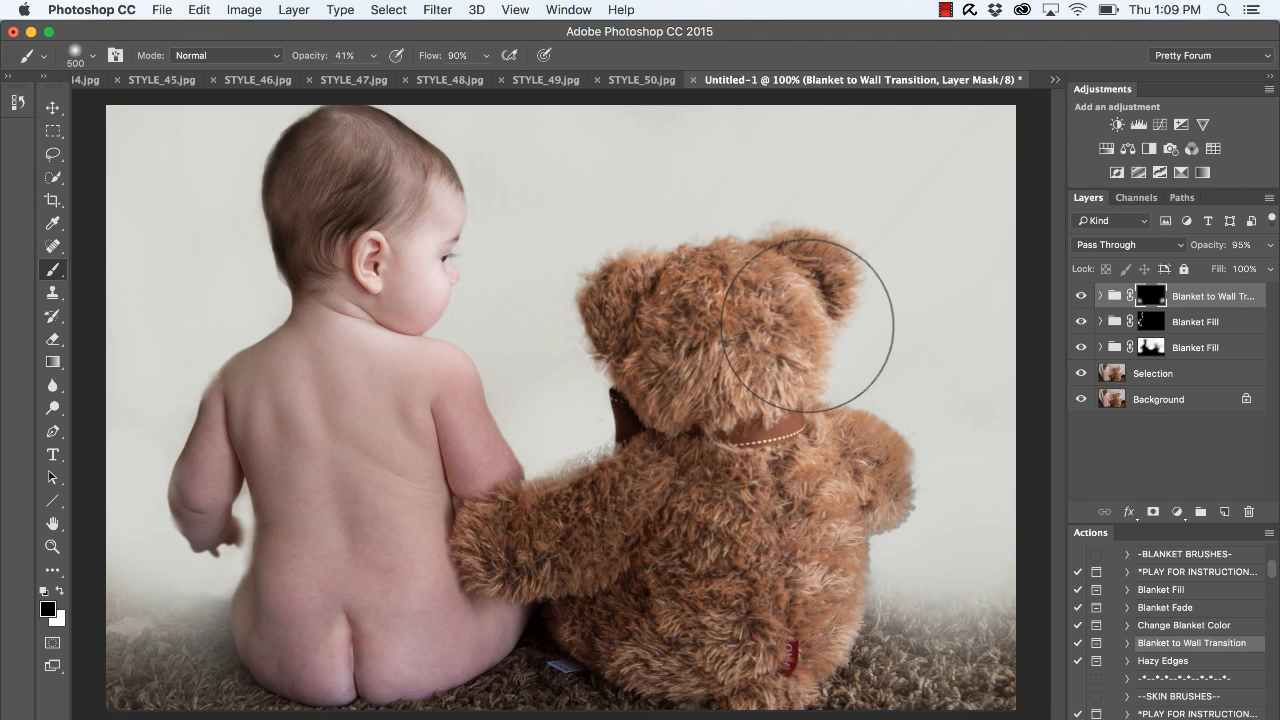 Photoshop CC File Edit Image Layer Type Select Filter 3D View Window Help Thu 1:09 PM
Adobe Photoshop CC 2015
500 Mode: Normal Opacity: 41% Flow: 90% Pretty Forum
44.jpg × STYLE_45.jpg × STYLE_46.jpg × STYLE_47.jpg × STYLE_48.jpg × STYLE_49.jpg × STYLE_50.jpg × Untitled-1 @ 100% (Blanket to Wall Transition, Layer Mask/8) *
Adjustments
Add an adjustment
Layers Channels Paths
Kind
Pass Through Opacity: 95%
Lock: Fill: 100%
Blanket to Wall Tr...
Blanket Fill
Blanket Fill
Selection
Background
fx
Actions
-BLANKET BRUSHES-
*PLAY FOR INSTRUCTION...
Blanket Fill
Blanket Fade
Change Blanket Color
Blanket to Wall Transition
Hazy Edges
-*--*--*--*--*--*--*-
--SKIN BRUSHES--
*PLAY FOR INSTRUCTION...